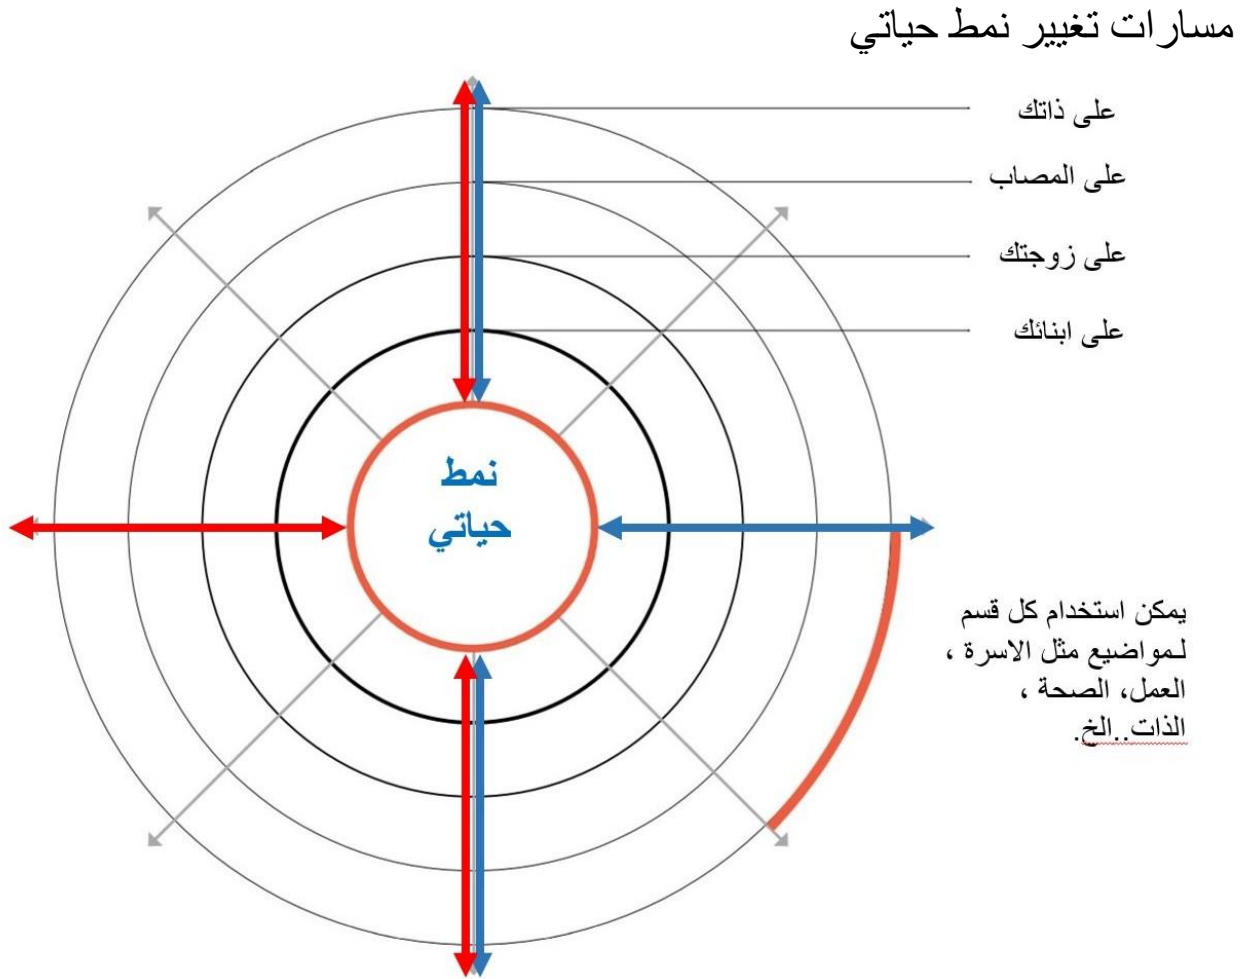 مسارات تغيير نمط حياتي
على ذاتك
على المصاب
على زوجتك
على ابنائك
نمط
حياتي
يمكن استخدام كل قسم
لـمواضيع مثل الاسرة ،
العمل، الصحة ،
الذات..الخ.